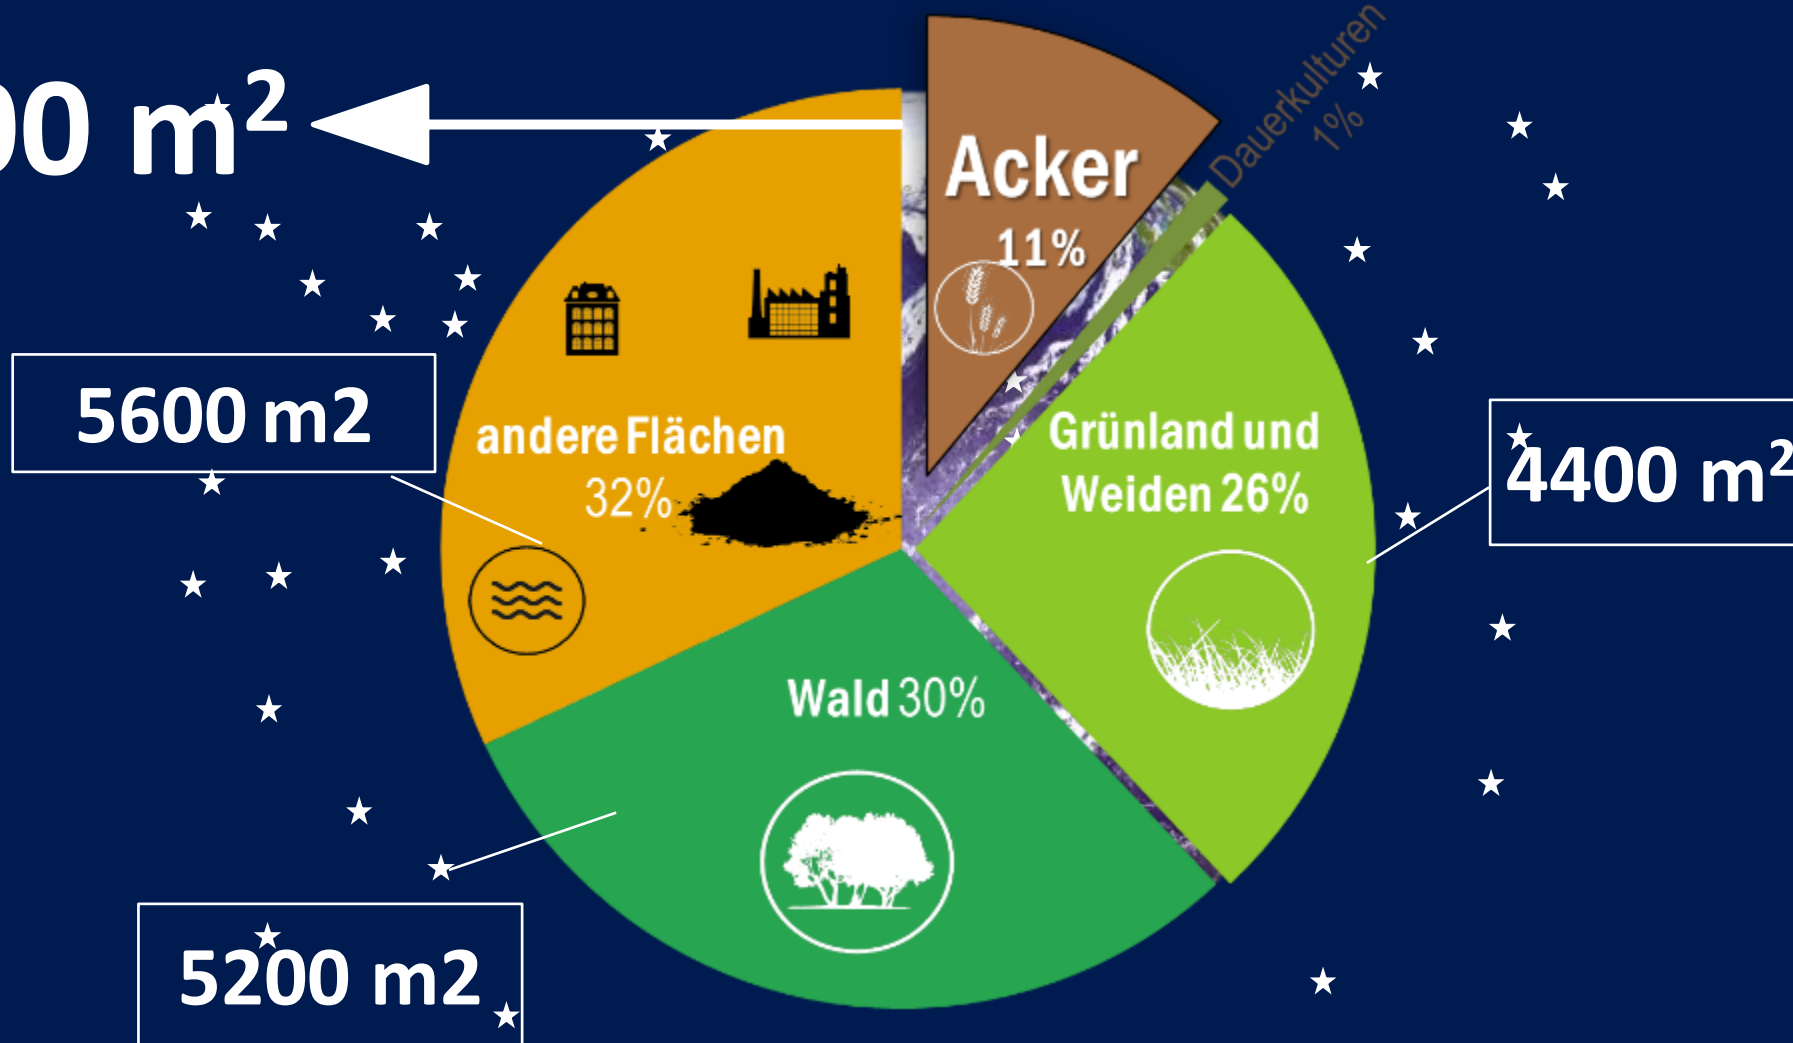 00 m²
Acker
11%
Dauerkulturen
1%
5600 m2
andere Flächen
32%
Grünland und
Weiden 26%
4400 m²
Wald 30%
5200 m2